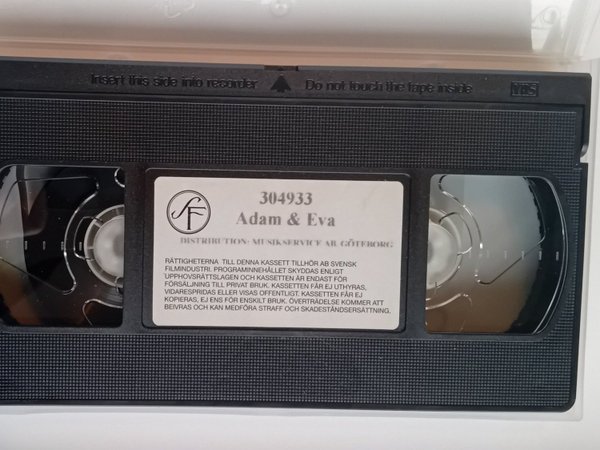 Insert this side into recorder
Do not touch the tape inside
VHS
SF
304933
Adam & Eva
DISTRIBUTION: MUSIKSERVICE AB, GÖTEBORG
RÄTTIGHETERNA TILL DENNA KASSETT TILLHÖR AB SVENSK
FILMINDUSTRI. PROGRAMINNEHÅLLET SKYDDAS ENLIGT
UPPHOVSRÄTTSLAGEN OCH KASSETTEN ÄR ENDAST FÖR
FÖRSÄLJNING TILL PRIVAT BRUK. KASSETTEN FÅR EJ UTHYRAS,
VIDARESPRIDAS ELLER VISAS OFFENTLIGT. KASSETTEN FÅR EJ
KOPIERAS, EJ ENS FÖR ENSKILT BRUK. ÖVERTRÄDELSE KOMMER ATT
BEIVRAS OCH KAN MEDFÖRA STRAFF OCH SKADESTÅNDSERSÄTTNING.